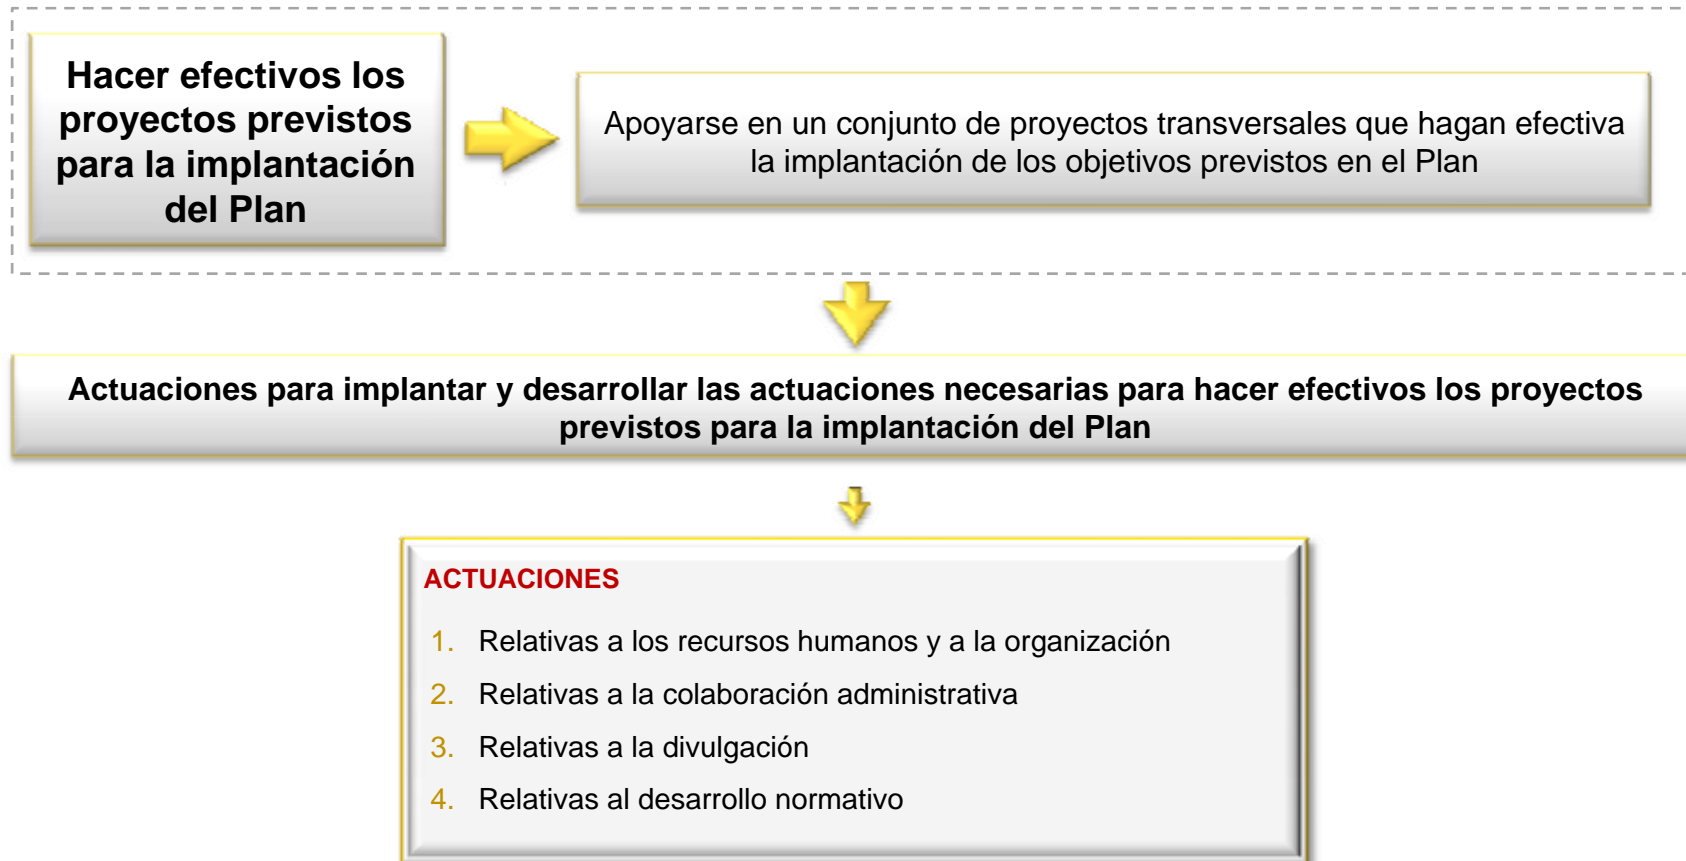 Hacer efectivos los
proyectos previstos
para la implantación
del Plan
Apoyarse en un conjunto de proyectos transversales que hagan efectiva
la implantación de los objetivos previstos en el Plan
Actuaciones para implantar y desarrollar las actuaciones necesarias para hacer efectivos los proyectos
previstos para la implantación del Plan
ACTUACIONES
1. Relativas a los recursos humanos y a la organización
2. Relativas a la colaboración administrativa
3. Relativas a la divulgación
4. Relativas al desarrollo normativo